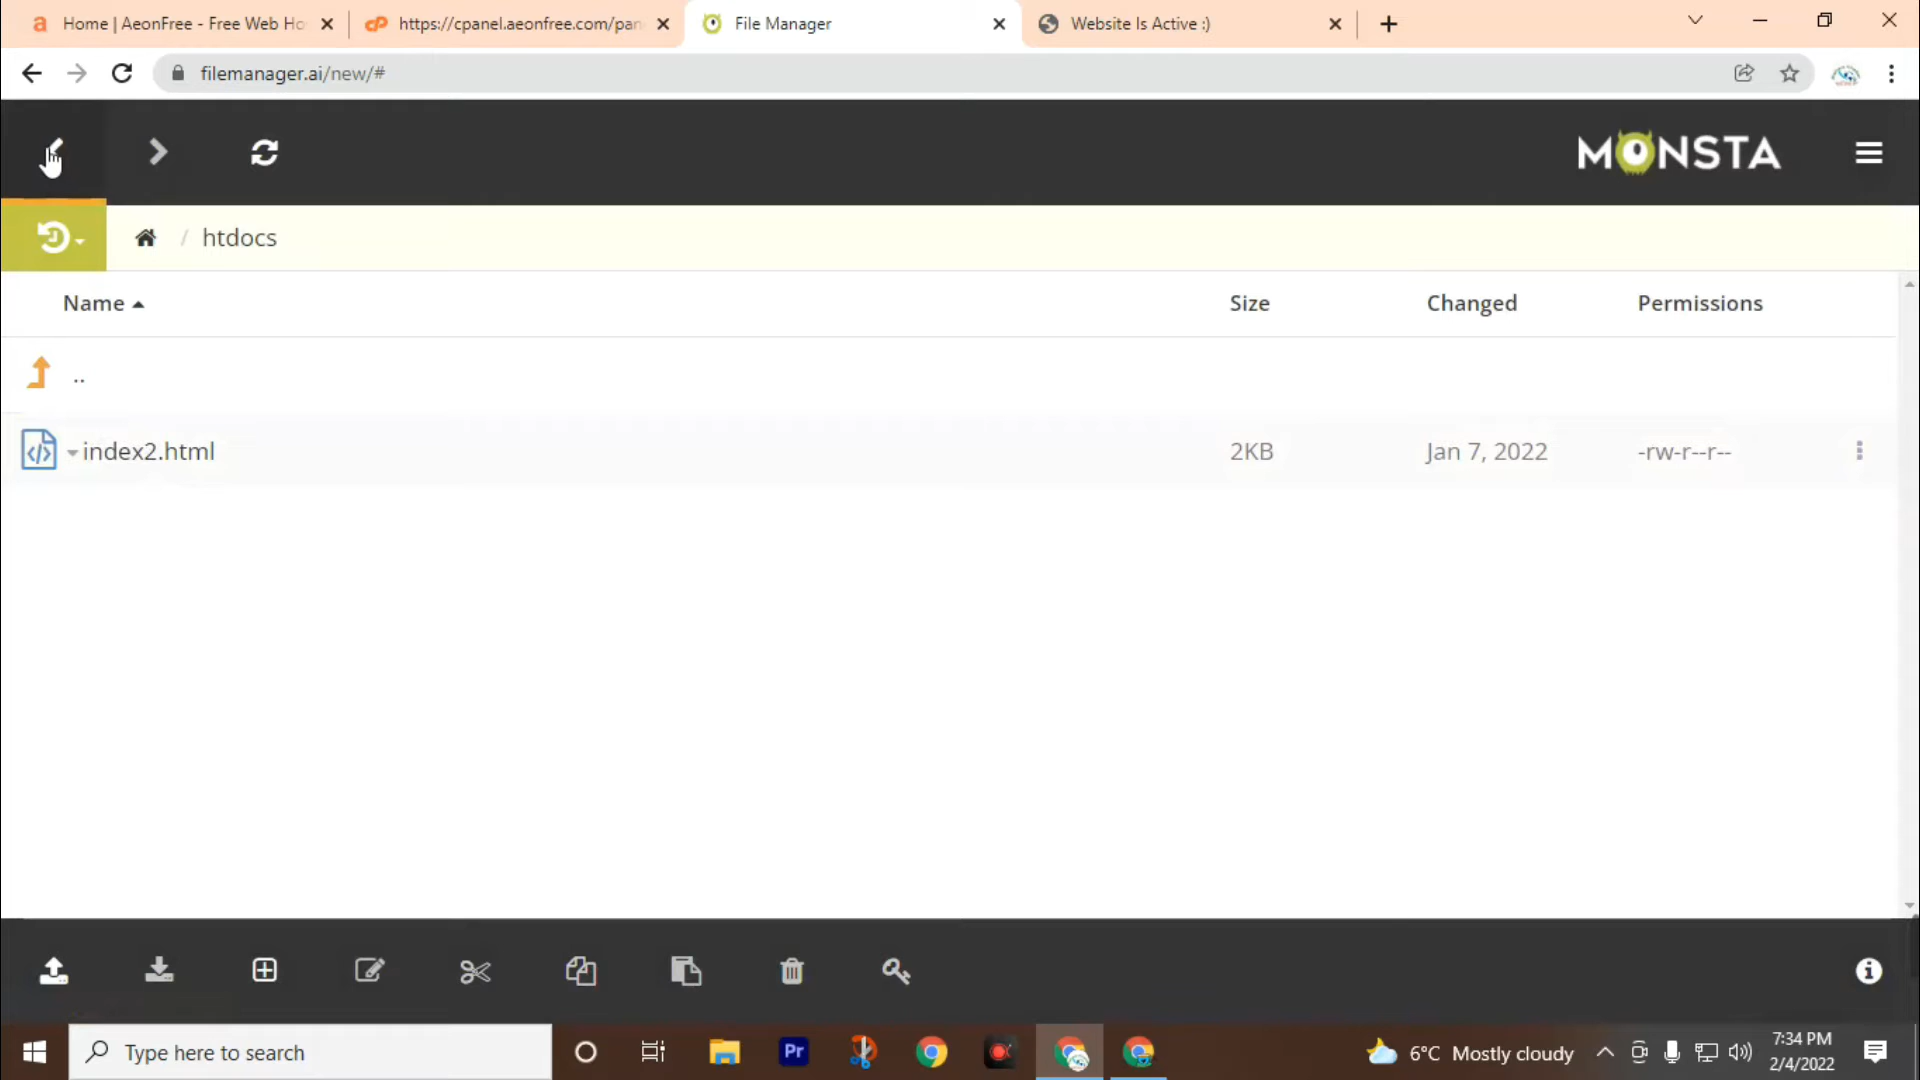 Home | AeonFree - Free Web Ho
https://cpanel.aeonfree.com/pan
File Manager
Website Is Active :)
filemanager.ai/new/#
MONSTA
/ htdocs
Name Size Changed Permissions
..
index2.html 2KB Jan 7, 2022 -rw-r--r--
Type here to search
Pr
6°C Mostly cloudy
7:34 PM
2/4/2022